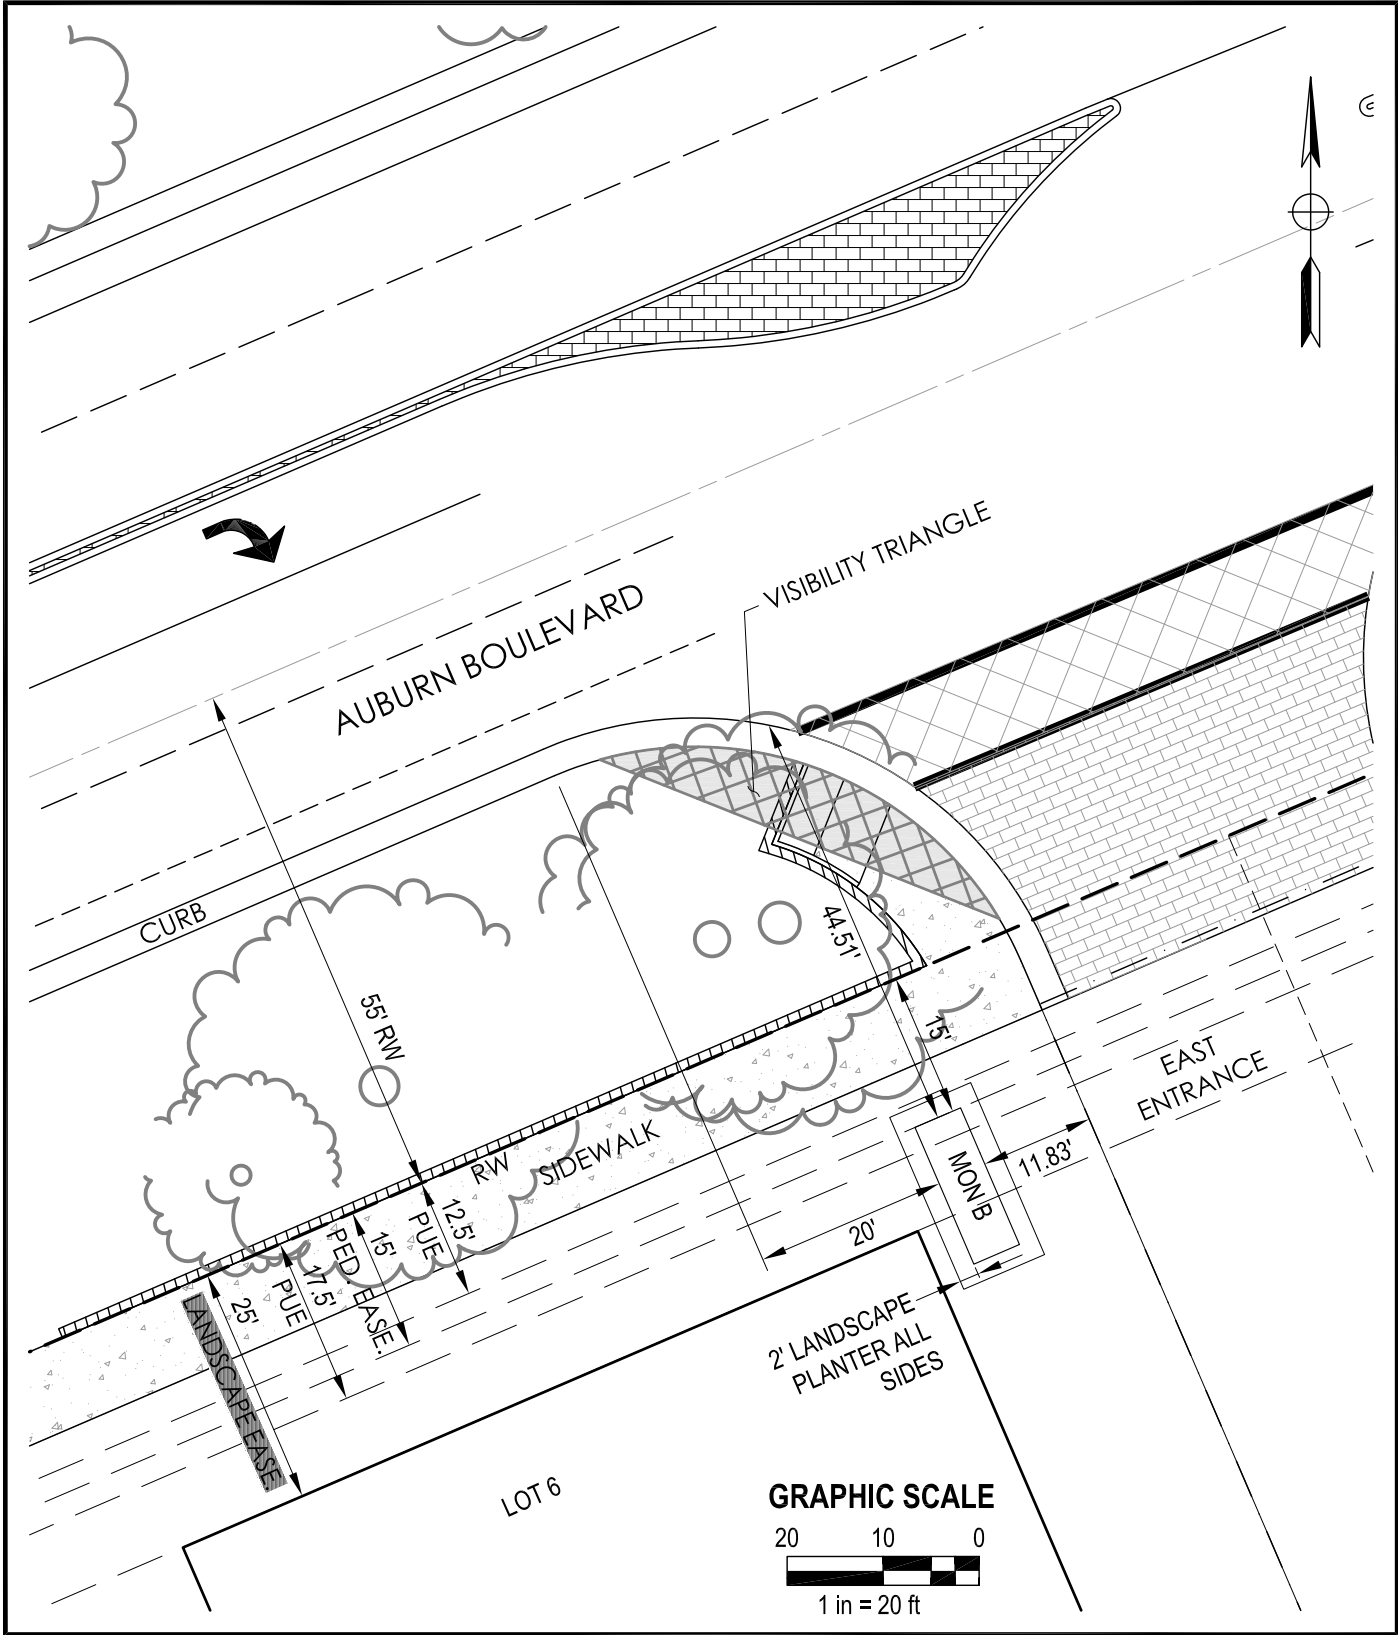 VISIBILITY TRIANGLE
AUBURN BOULEVARD
CURB
44.51'
55' RW
15'
EAST
ENTRANCE
RW
SIDEWALK
MON B
11.83'
12.5'
PUE
20'
15'
PED. EASE.
17.5'
PUE
25'
LANDSCAPE EASE.
2' LANDSCAPE
PLANTER ALL
SIDES
LOT 6
GRAPHIC SCALE
20 10 0
1 in = 20 ft